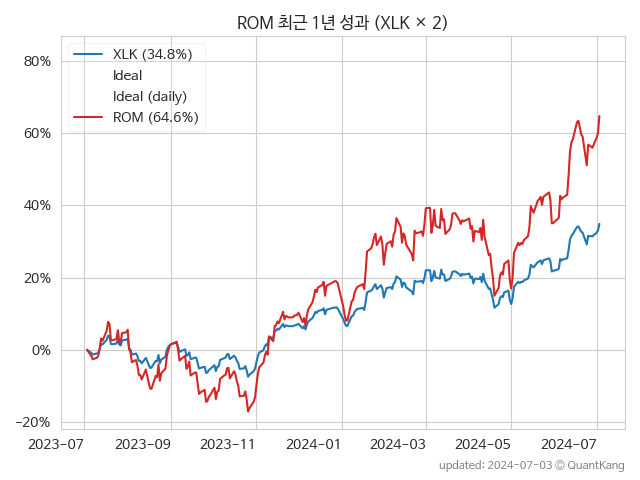 ROM 최근 1년 성과 (XLK × 2)
XLK (34.8%)
Ideal
Ideal (daily)
ROM (64.6%)
80%
60%
40%
20%
0%
−20%
2023-07
2023-09
2023-11
2024-01
2024-03
2024-05
2024-07
updated: 2024-07-03 © QuantKang